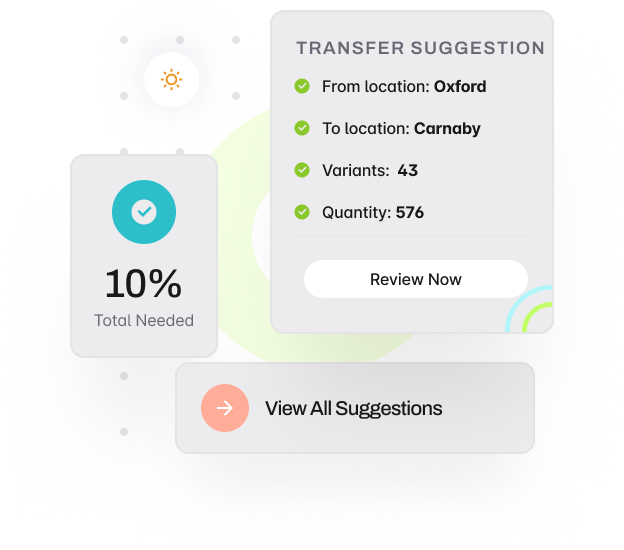 TRANSFER SUGGESTION
From location: Oxford
To location: Carnaby
Variants: 43
Quantity: 576
Review Now
10%
Total Needed
View All Suggestions